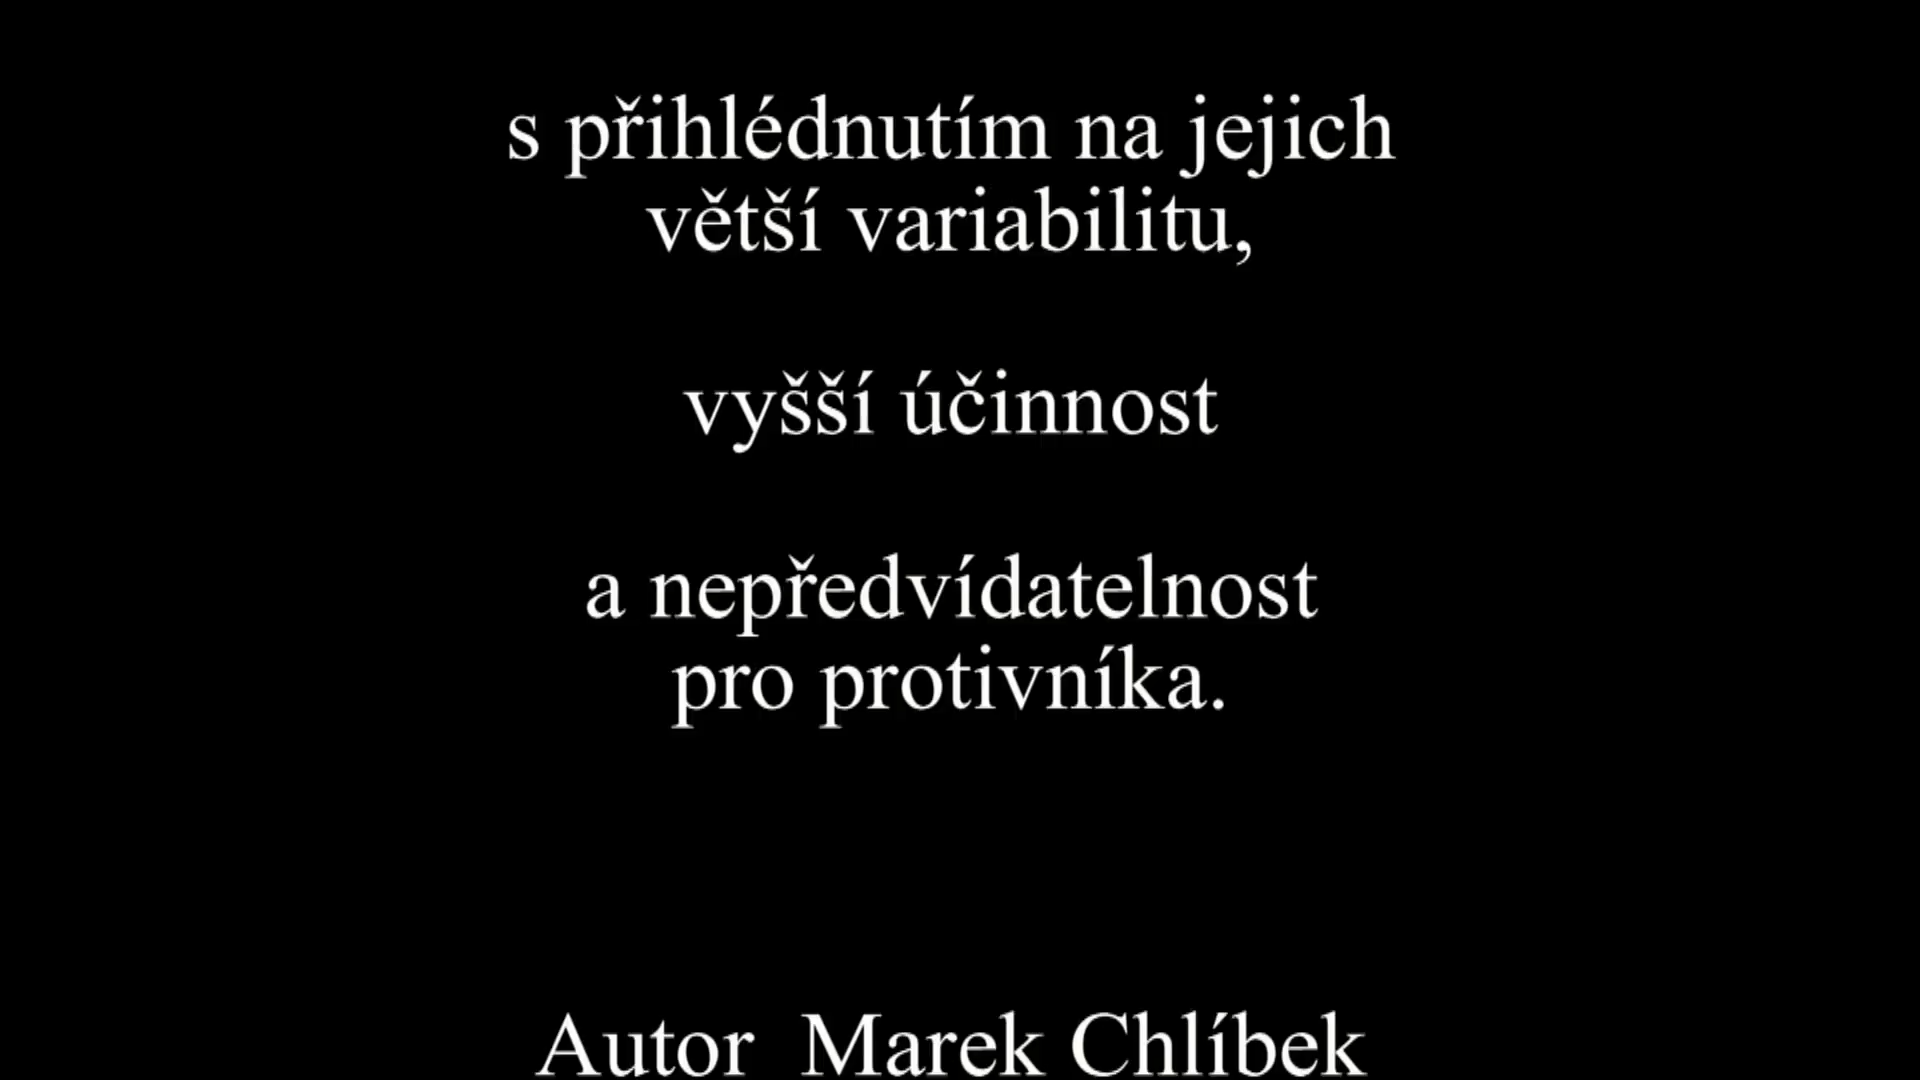 s přihlédnutím na jejich
větší variabilitu,
vyšší účinnost
a nepředvídatelnost
pro protivníka.
Autor  Marek Chlíbek